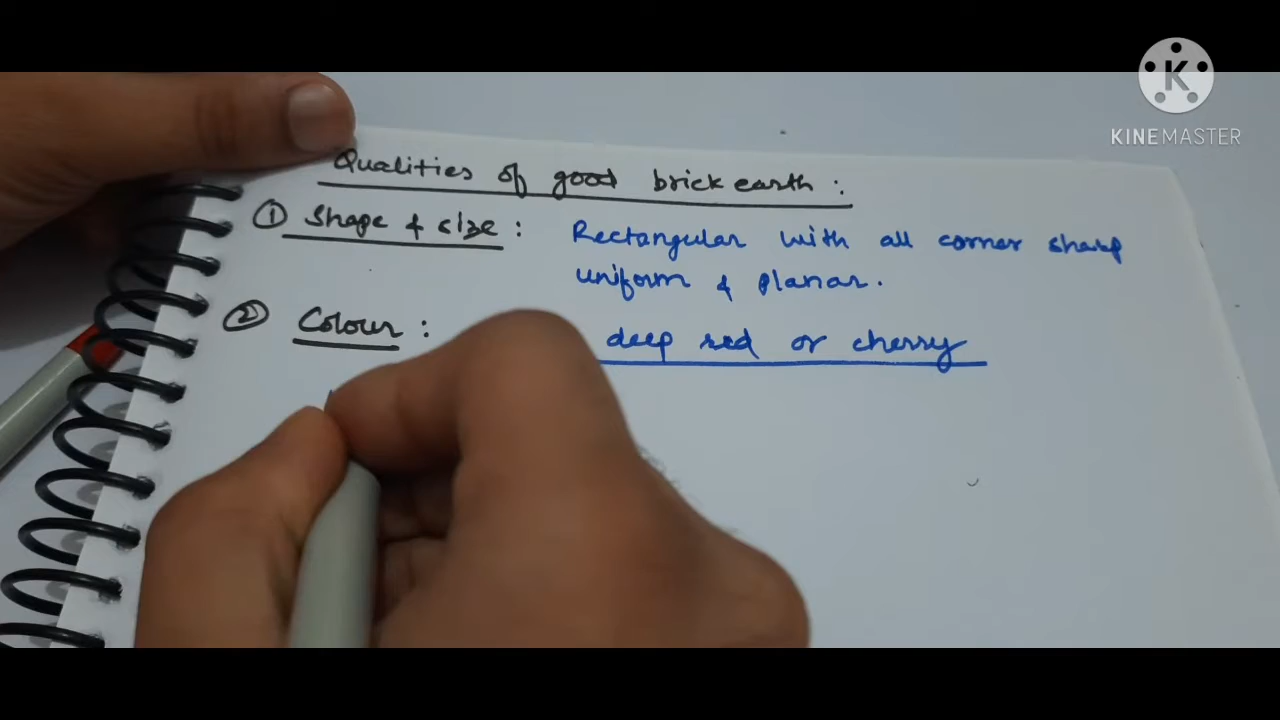 Qualities of good brick earth :
① Shape & size : Rectangular with all corner sharp
uniform & planar.
② Colour : deep red or cherry
KINEMASTER